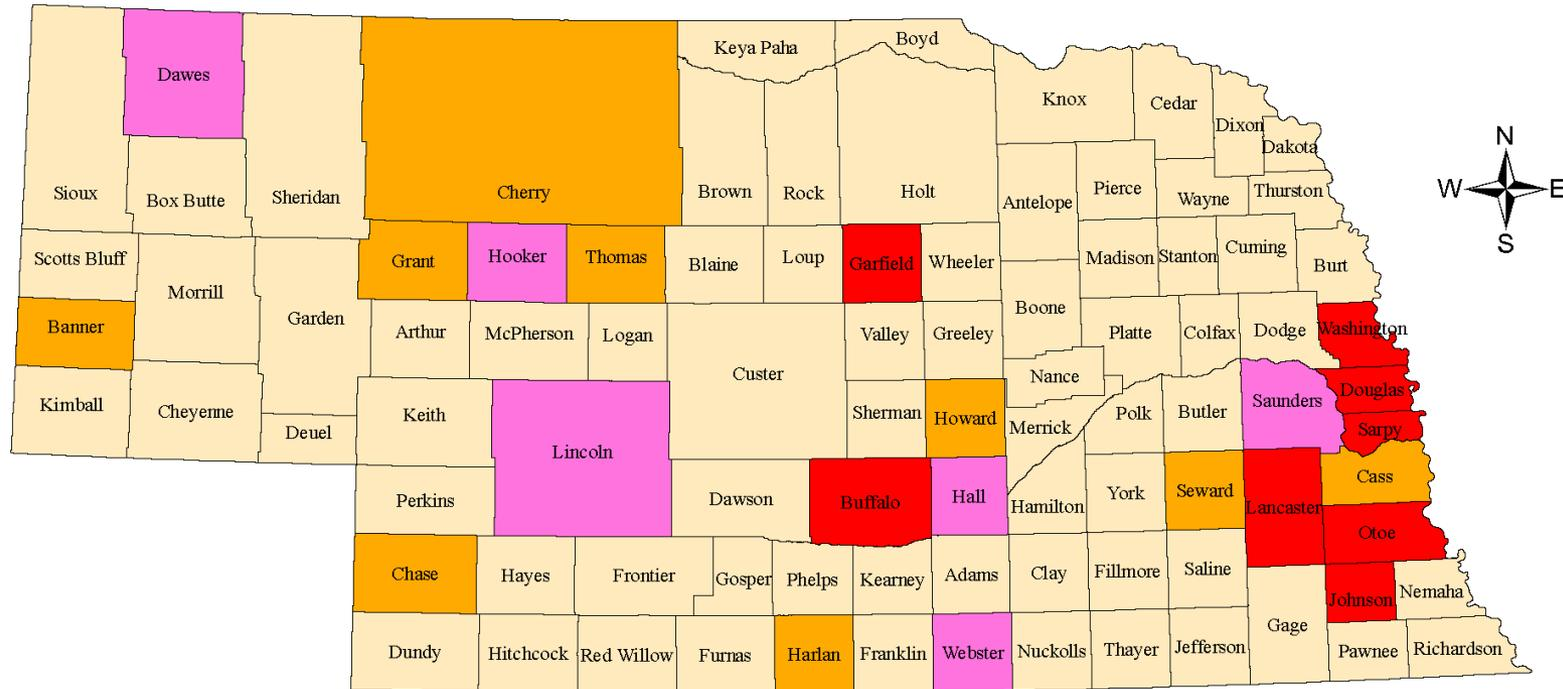 Keya Paha
Boyd
Dawes
Knox
Cedar
Dixon
Dakota
N
W
E
S
Sioux
Box Butte
Sheridan
Cherry
Brown
Rock
Holt
Antelope
Pierce
Wayne
Thurston
Scotts Bluff
Morrill
Grant
Hooker
Thomas
Blaine
Loup
Garfield
Wheeler
Madison
Stanton
Cuming
Burt
Banner
Garden
Arthur
McPherson
Logan
Custer
Valley
Greeley
Boone
Platte
Colfax
Dodge
Washington
Kimball
Cheyenne
Deuel
Keith
Lincoln
Sherman
Howard
Nance
Merrick
Polk
Butler
Saunders
Douglas
Sarpy
Perkins
Dawson
Buffalo
Hall
Hamilton
York
Seward
Lancaster
Cass
Otoe
Chase
Hayes
Frontier
Gosper
Phelps
Kearney
Adams
Clay
Fillmore
Saline
Johnson
Nemaha
Dundy
Hitchcock
Red Willow
Furnas
Harlan
Franklin
Webster
Nuckolls
Thayer
Jefferson
Gage
Pawnee
Richardson